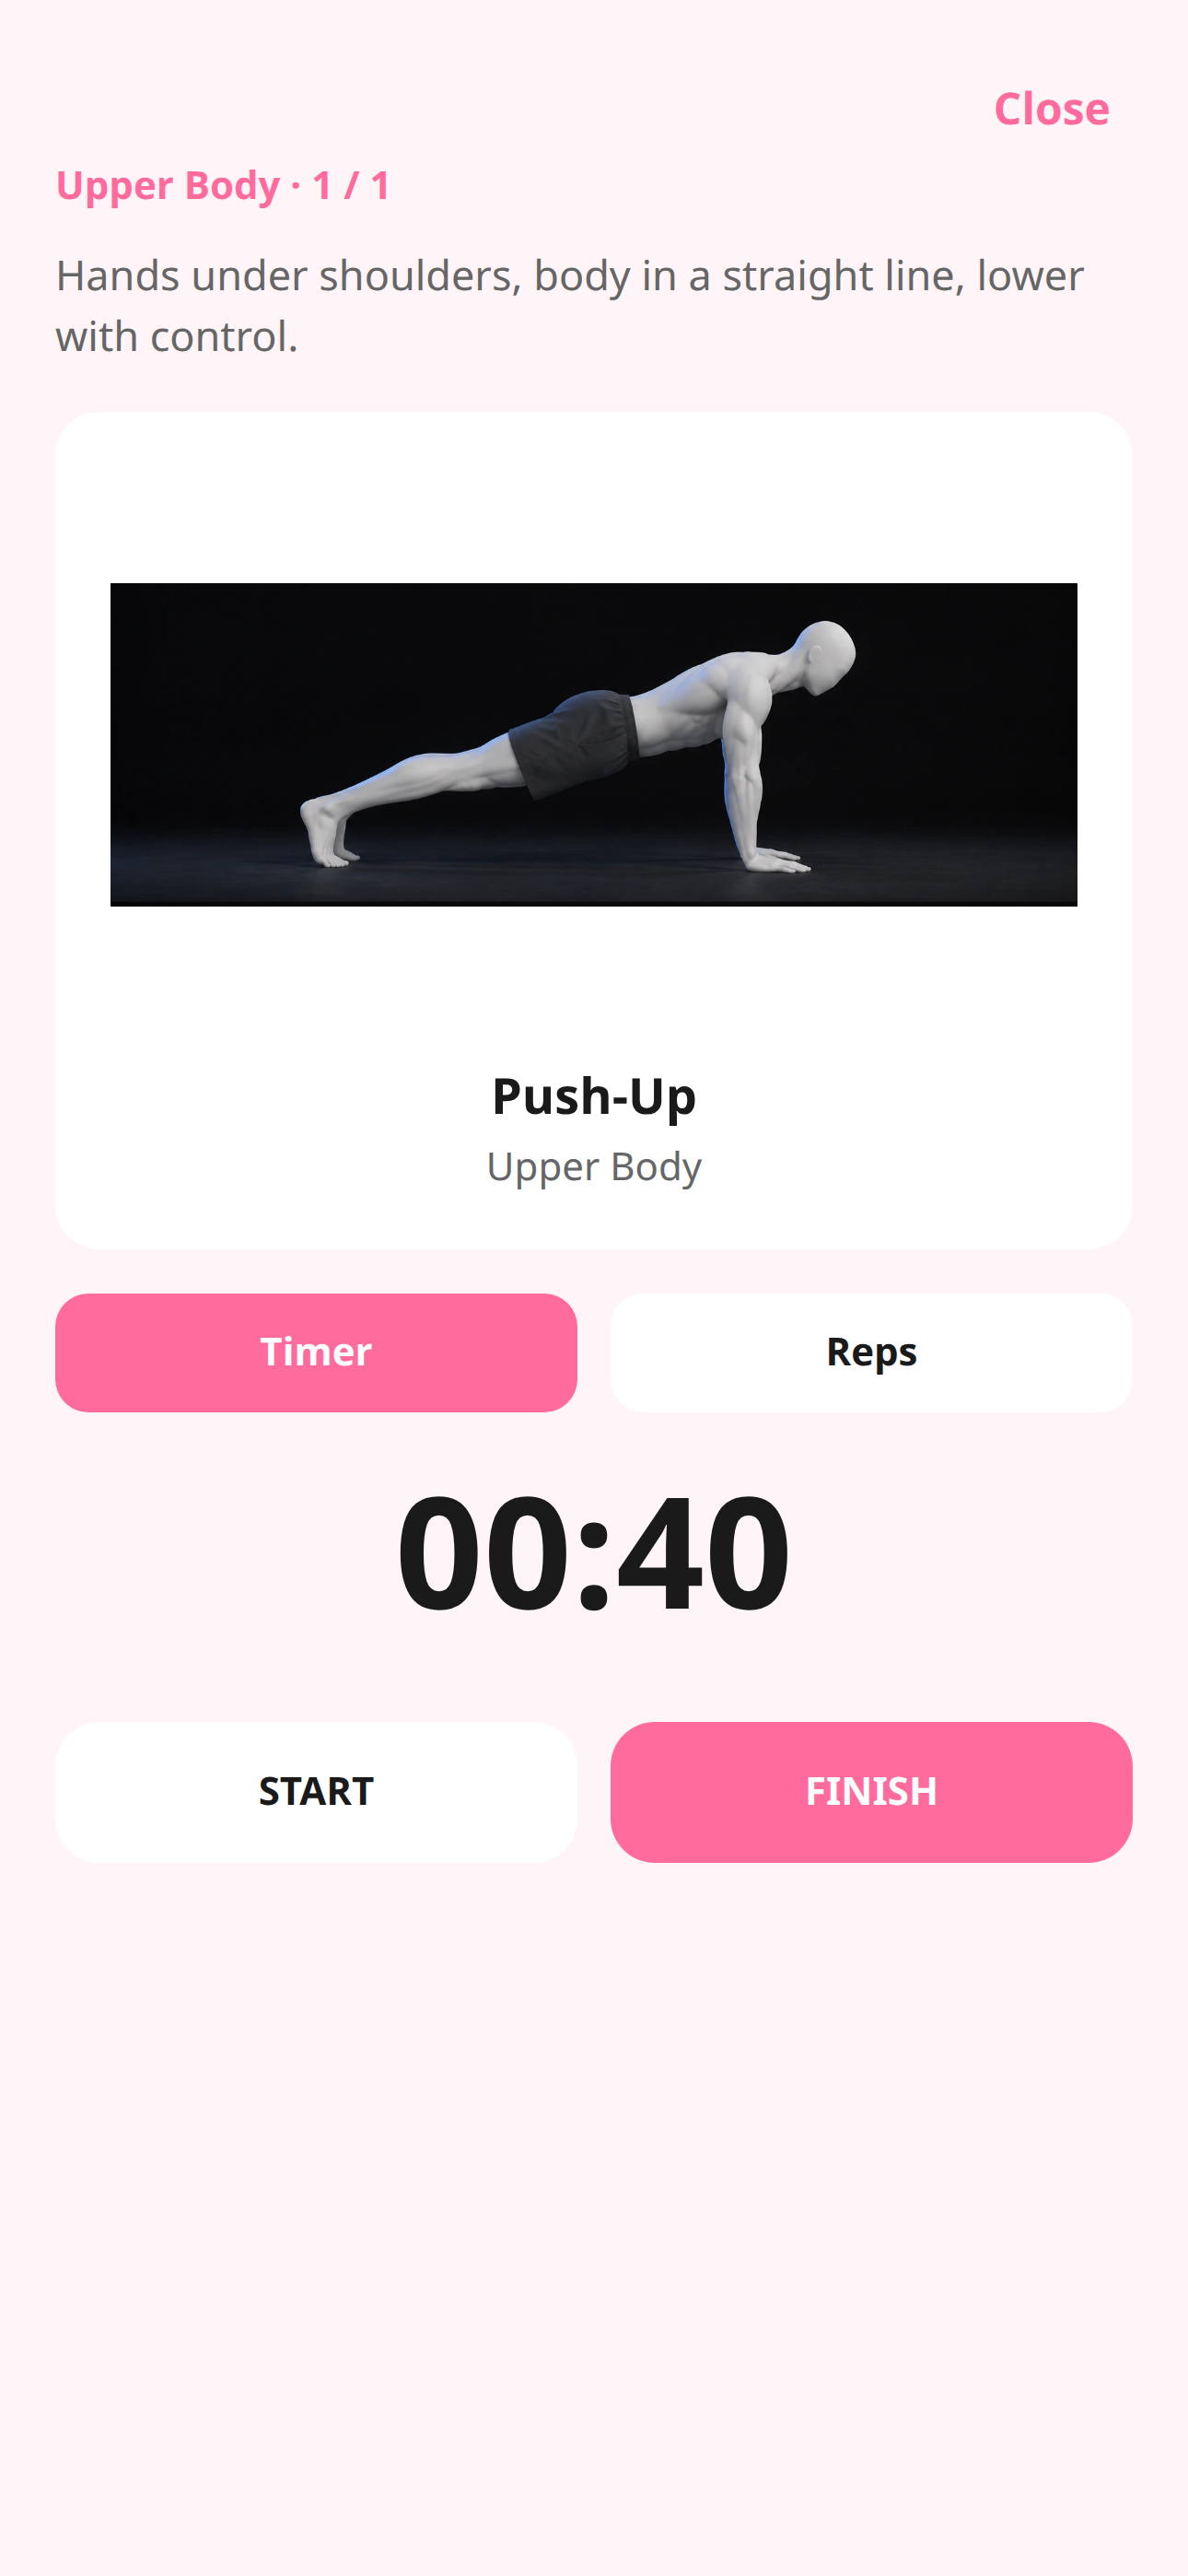 Close
Upper Body · 1 / 1
Hands under shoulders, body in a straight line, lower
with control.
Push-Up
Upper Body
Timer
Reps
00:40
START
FINISH